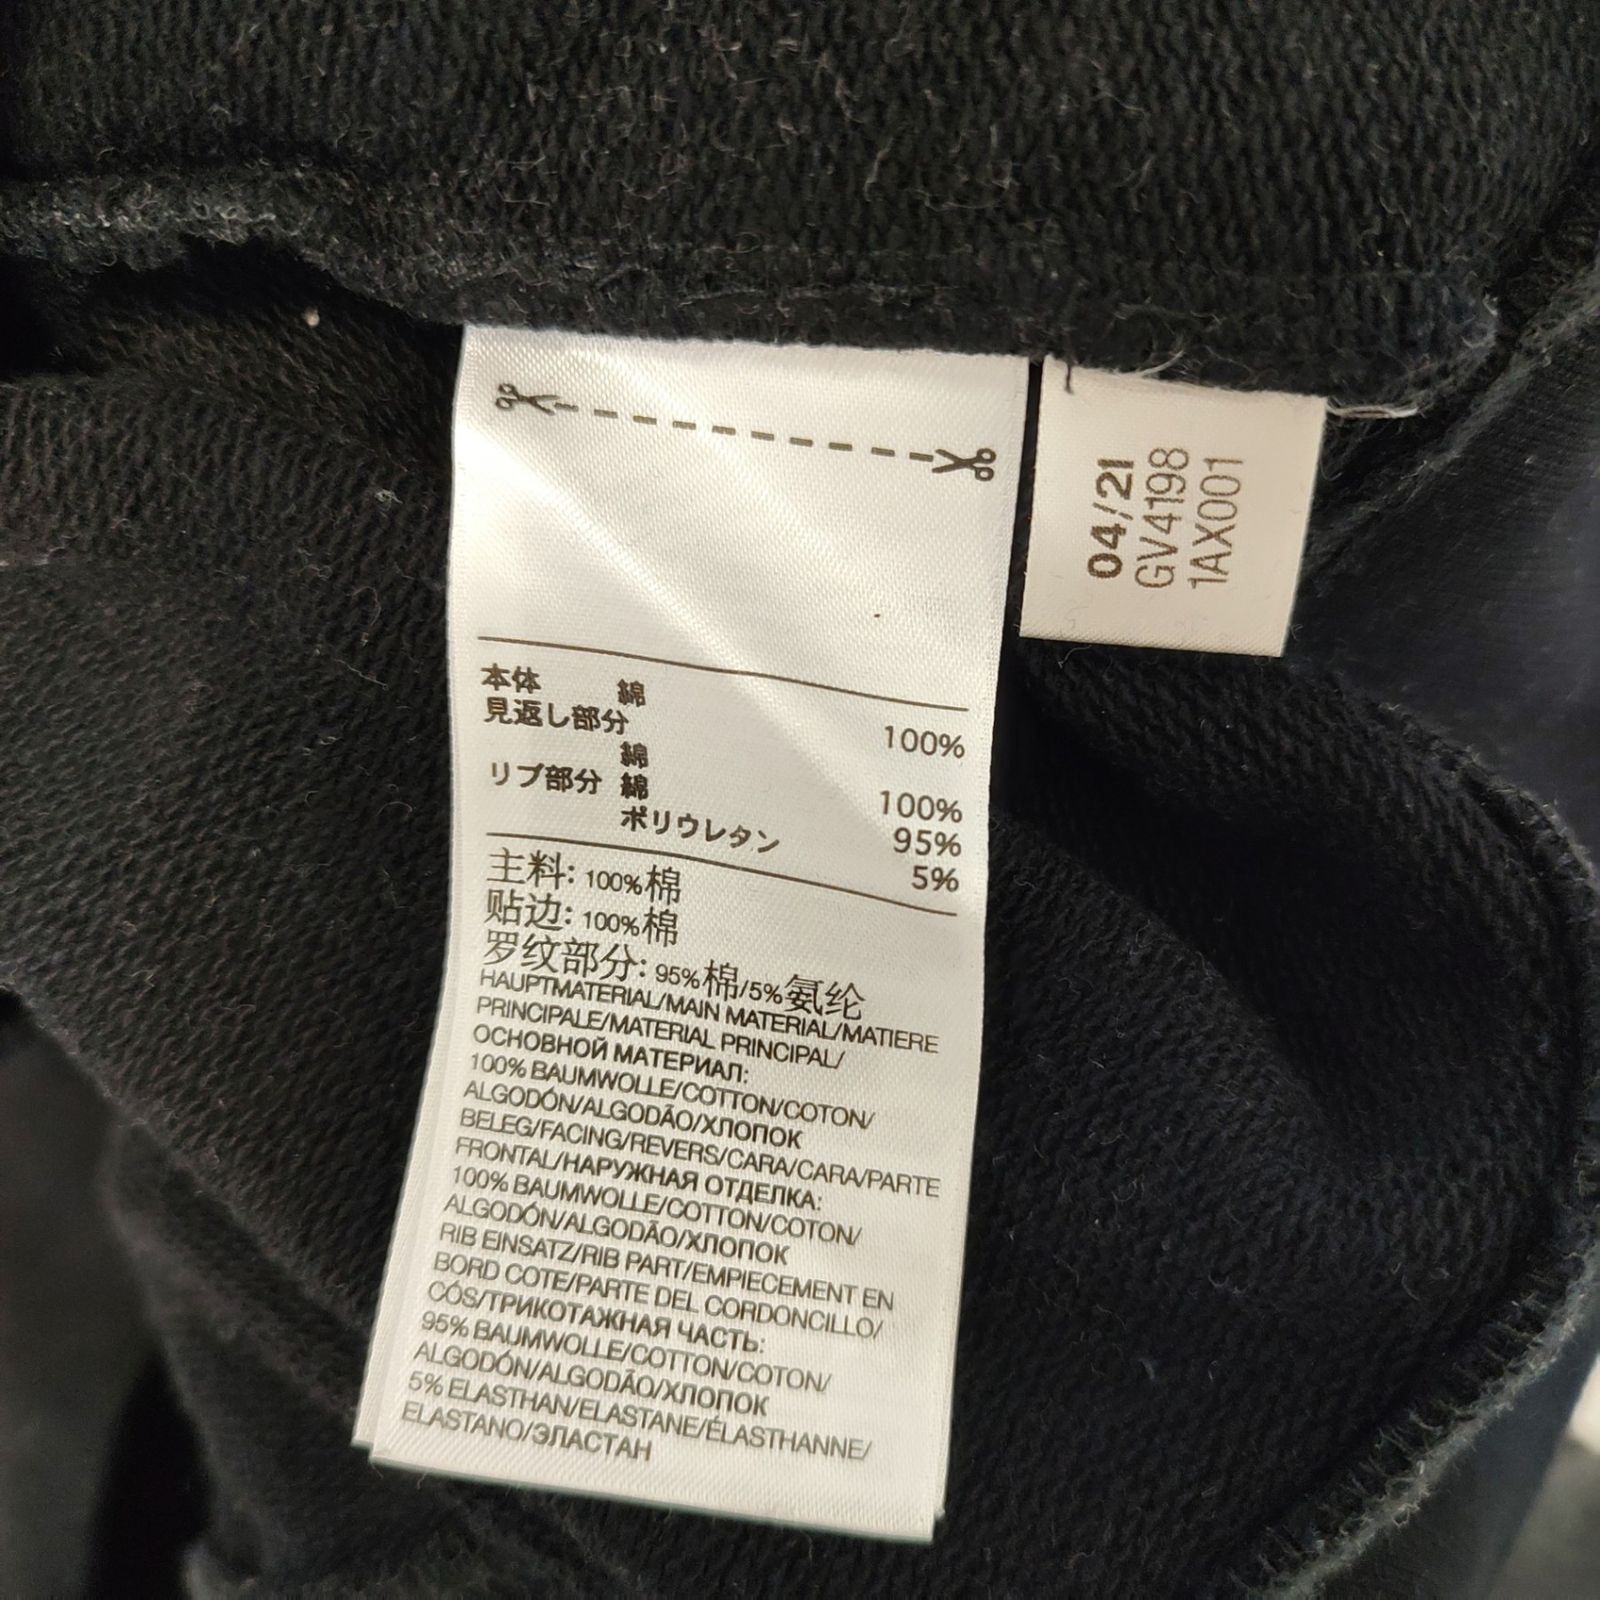 本体 綿 100%
見返し部分
綿 100%
リブ部分 綿 95%
ポリウレタン 5%
主料: 100%棉
贴边: 100%棉
罗纹部分: 95%棉/5%氨纶
HAUPTMATERIAL/MAIN MATERIAL/MATIERE
PRINCIPALE/MATERIAL PRINCIPAL/
ОСНОВНОЙ МАТЕРИАЛ:
100% BAUMWOLLE/COTTON/COTON/
ALGODÓN/ALGODÃO/ХЛОПОК
BELEG/FACING/REVERS/CARA/CARA/PARTE
FRONTAL/НАРУЖНАЯ ОТДЕЛКА:
100% BAUMWOLLE/COTTON/COTON/
ALGODÓN/ALGODÃO/ХЛОПОК
RIB EINSATZ/RIB PART/EMPIECEMENT EN
BORD COTE/PARTE DEL CORDONCILLO/
CÓS/ТРИКОТАЖНАЯ ЧАСТЬ:
95% BAUMWOLLE/COTTON/COTON/
ALGODÓN/ALGODÃO/ХЛОПОК
5% ELASTHAN/ELASTANE/ÉLASTHANNE/
ELASTANO/ЭЛАСТАН
04/21
GV4198
1AX001